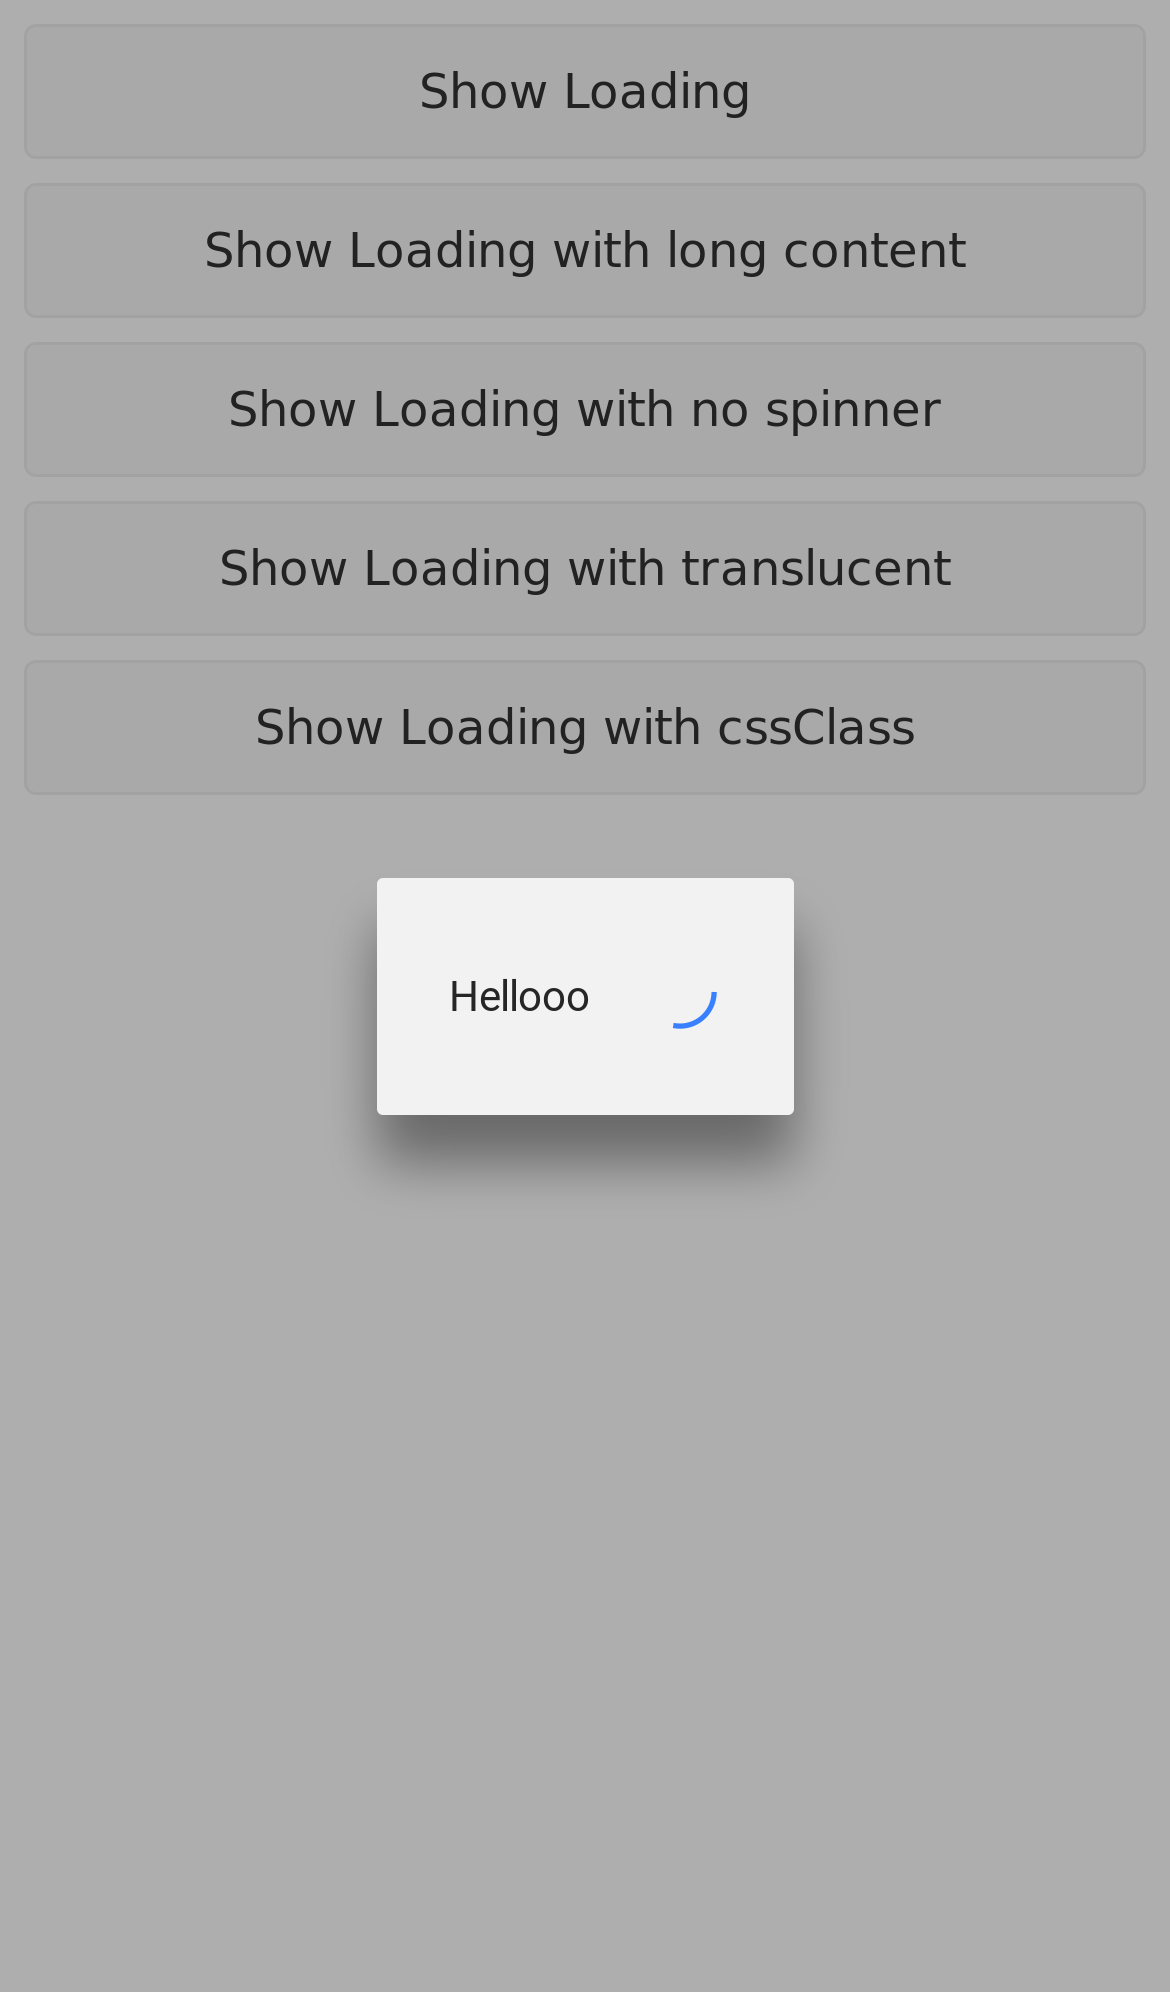 Show Loading
Show Loading with long content
Show Loading with no spinner
Show Loading with translucent
Show Loading with cssClass
Hellooo